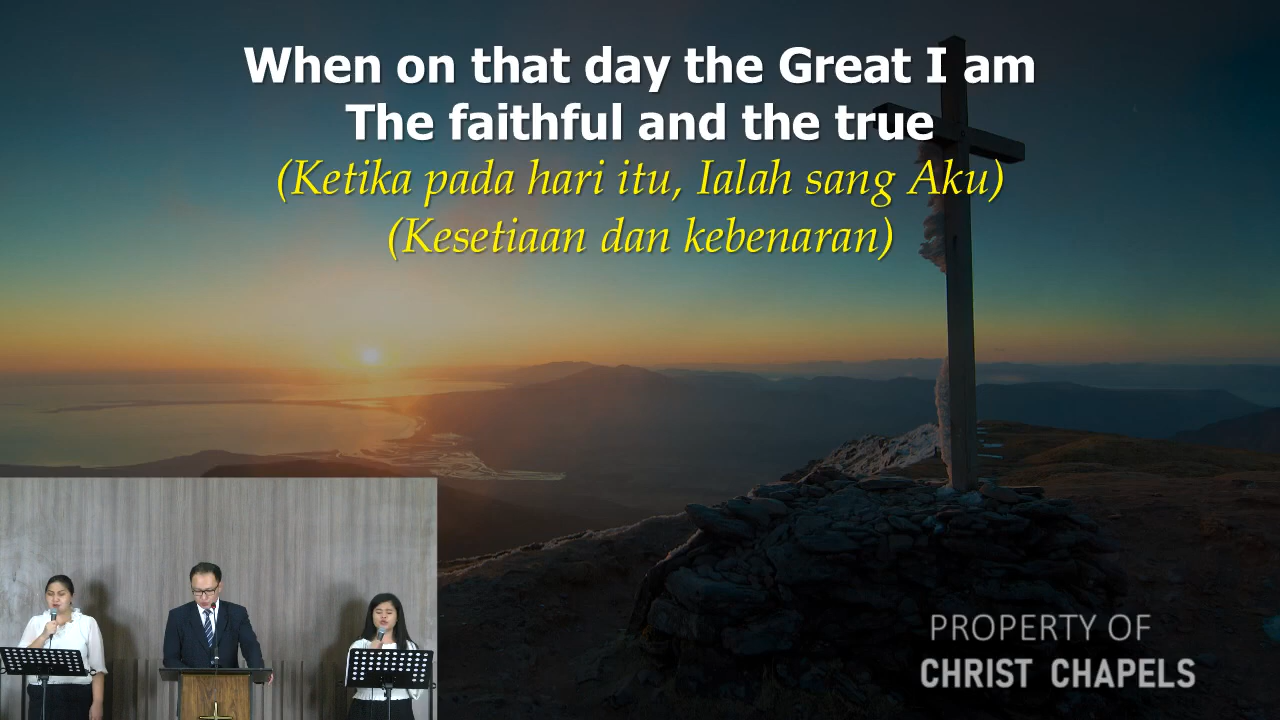 When on that day the Great I am
The faithful and the true
(Ketika pada hari itu, Ialah sang Aku)
(Kesetiaan dan kebenaran)
PROPERTY OF
CHRIST CHAPELS